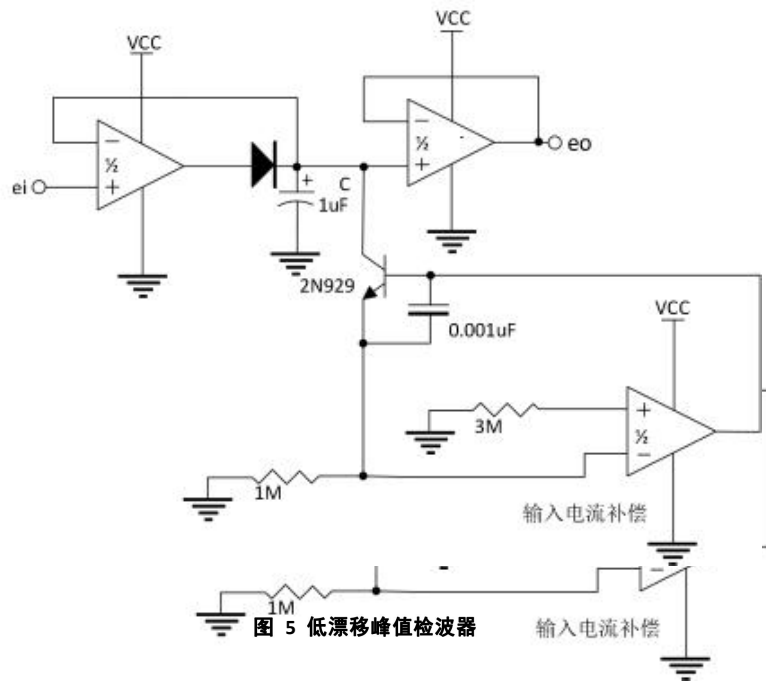 VCC
VCC
½
½
ei
eo
C
1uF
2N929
0.001uF
VCC
3M
½
1M
输入电流补偿
1M
图 5 低漂移峰值检波器
输入电流补偿